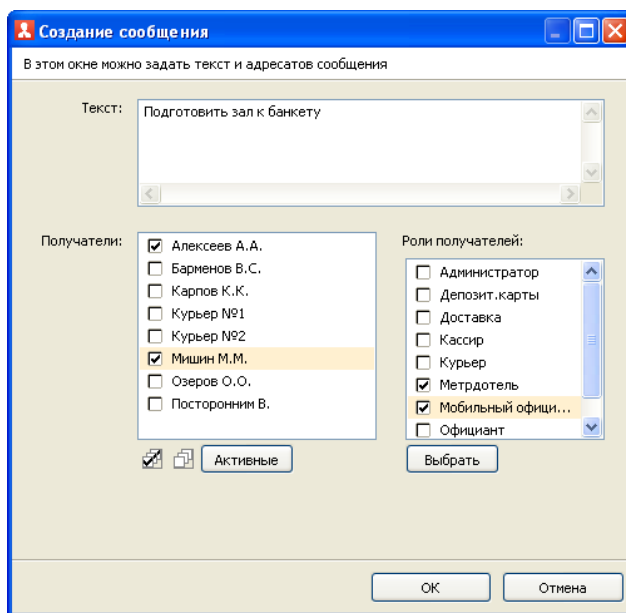 Создание сообщения
В этом окне можно задать текст и адресатов сообщения
Текст:
Подготовить зал к банкету
Получатели:
Алексеев А.А.
Барменов В.С.
Карпов К.К.
Курьер №1
Курьер №2
Мишин М.М.
Озеров О.О.
Посторонним В.
Активные
Роли получателей:
Администратор
Депозит.карты
Доставка
Кассир
Курьер
Метрдотель
Мобильный офици...
Официант
Выбрать
ОК
Отмена